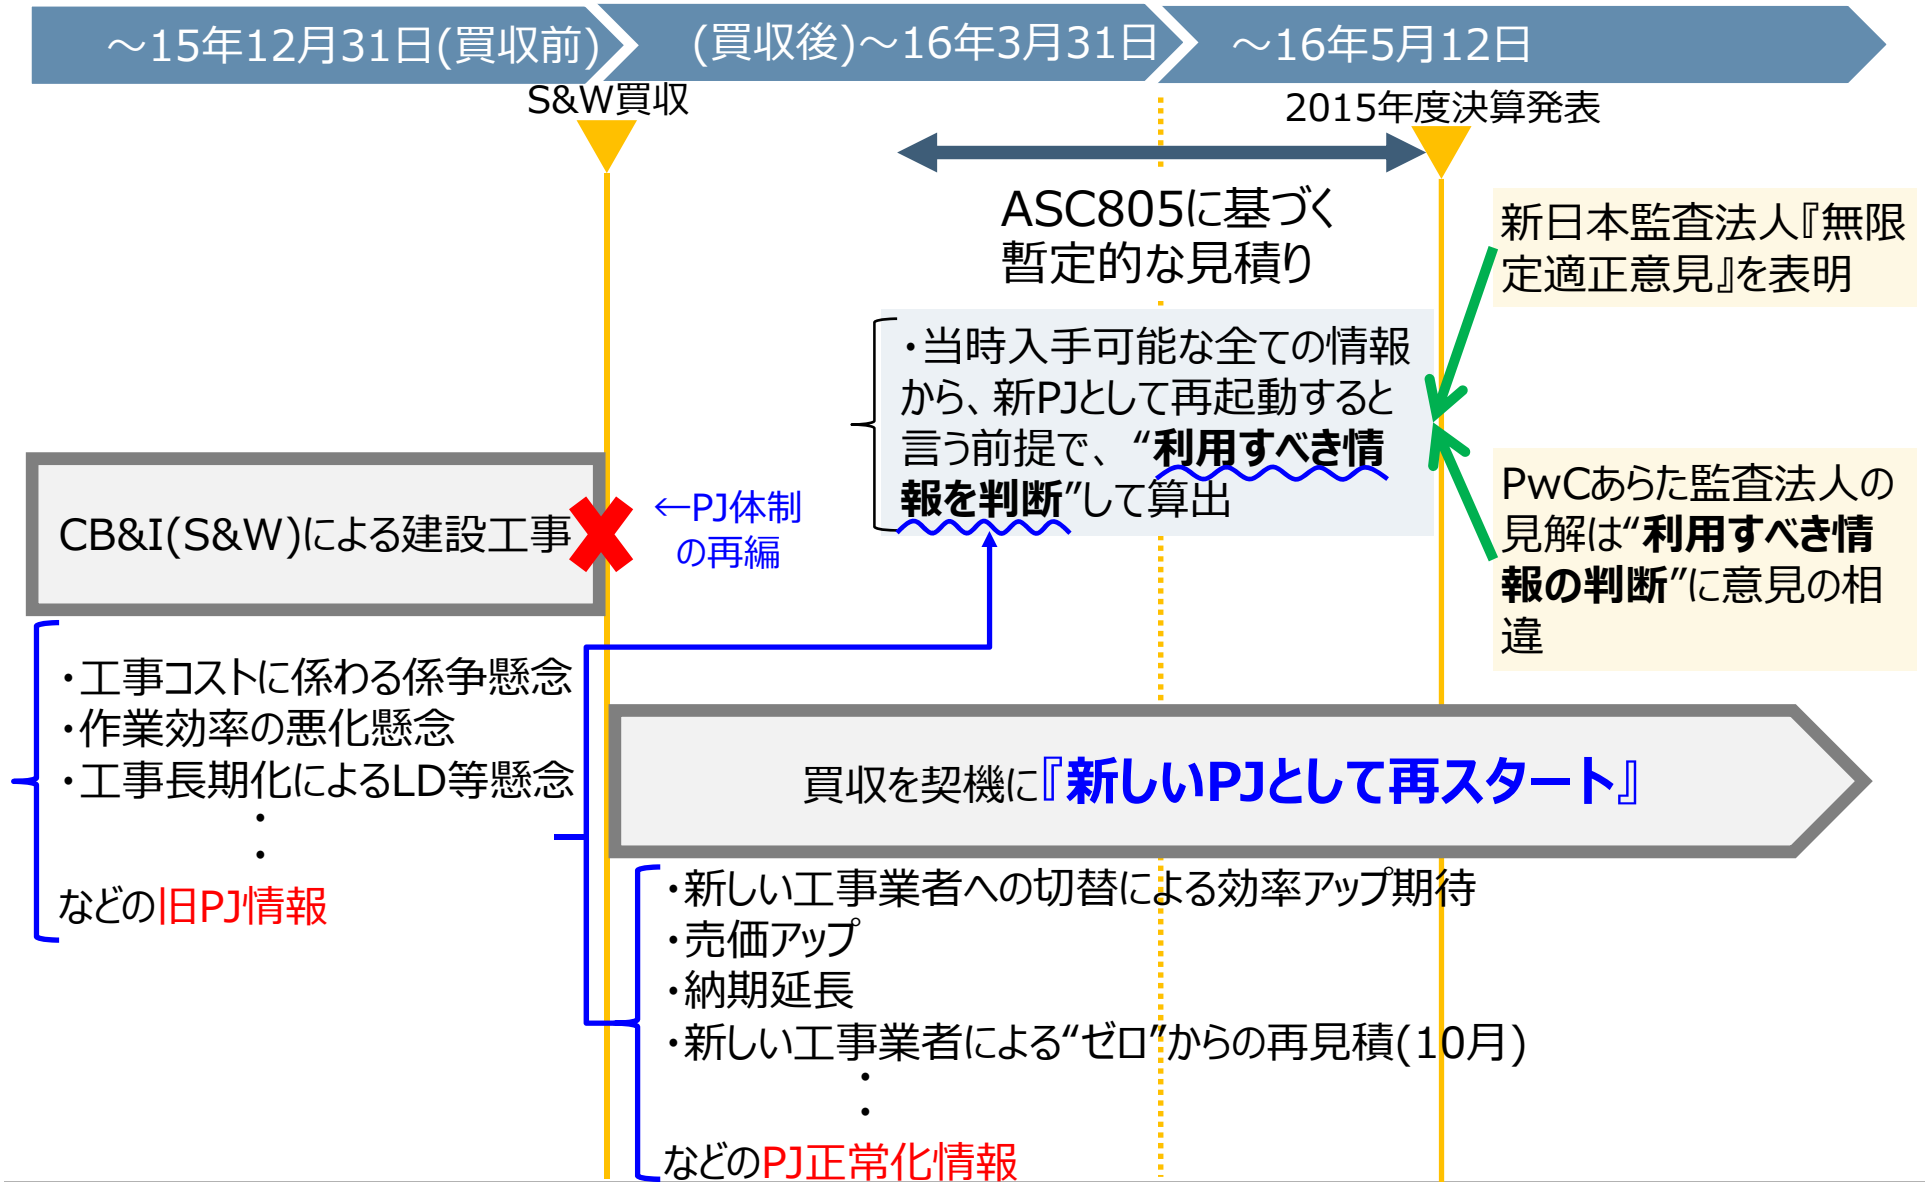 ～15年12月31日(買収前)
(買収後)～16年3月31日
～16年5月12日
S&W買収
2015年度決算発表
ASC805に基づく
暫定的な見積り
新日本監査法人『無限
定適正意見』を表明
・当時入手可能な全ての情報
から、新PJとして再起動すると
言う前提で、“利用すべき情
報を判断”して算出
PwCあらた監査法人の
見解は“利用すべき情
報の判断”に意見の相
違
CB&I(S&W)による建設工事
←PJ体制
の再編
・工事コストに係わる係争懸念
・作業効率の悪化懸念
・工事長期化によるLD等懸念
・
・
などの旧PJ情報
買収を契機に『新しいPJとして再スタート』
・新しい工事業者への切替による効率アップ期待
・売価アップ
・納期延長
・新しい工事業者による“ゼロ”からの再見積(10月)
・
・
などのPJ正常化情報